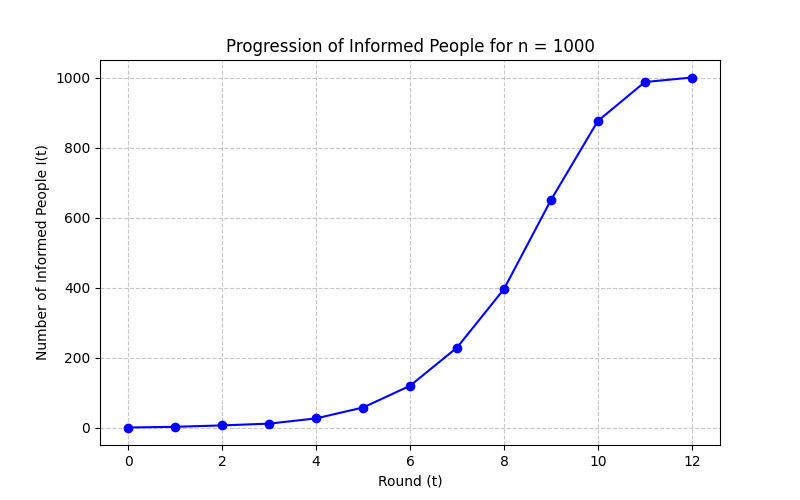 Progression of Informed People for n = 1000
Number of Informed People I(t)
1000
800
600
400
200
0
0 2 4 6 8 10 12
Round (t)